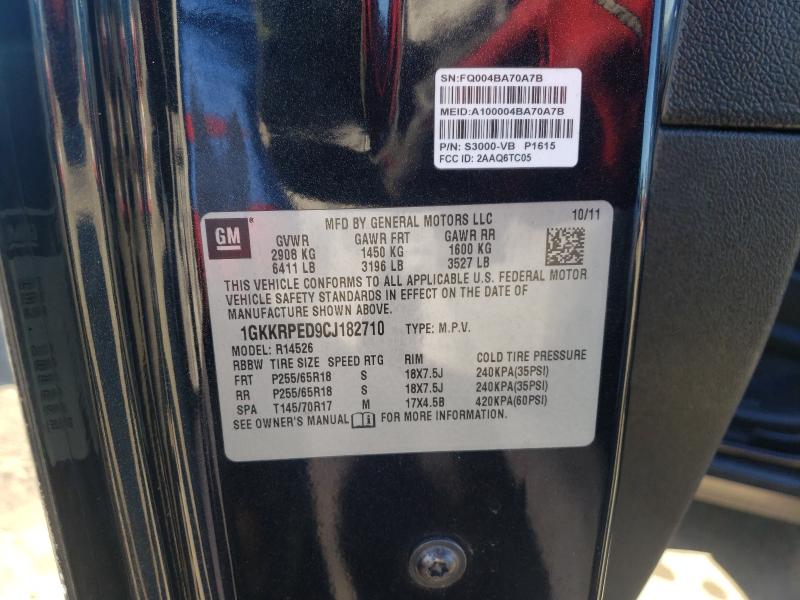 SN:FQ004BA70A7B
MEID:A100004BA70A7B
P/N: S3000-VB P1615
FCC ID: 2AAQ6TC05
GM ®
MFD BY GENERAL MOTORS LLC 10/11
GVWR GAWR FRT GAWR RR
2908 KG 1450 KG 1600 KG
6411 LB 3196 LB 3527 LB
THIS VEHICLE CONFORMS TO ALL APPLICABLE U.S. FEDERAL MOTOR
VEHICLE SAFETY STANDARDS IN EFFECT ON THE DATE OF
MANUFACTURE SHOWN ABOVE.
1GKKRPED9CJ182710 TYPE: M.P.V.
MODEL: R14526
RBBW TIRE SIZE SPEED RTG RIM COLD TIRE PRESSURE
FRT P255/65R18 S 18X7.5J 240KPA(35PSI)
RR P255/65R18 S 18X7.5J 240KPA(35PSI)
SPA T145/70R17 M 17X4.5B 420KPA(60PSI)
SEE OWNER'S MANUAL FOR MORE INFORMATION.